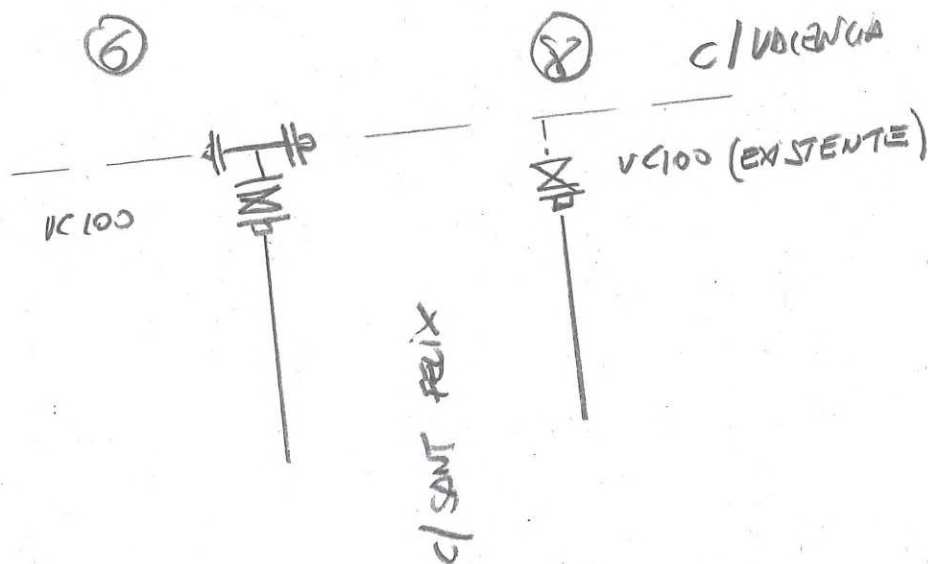 6
8
C/ VALENCIA
VC100
VC100 (EXISTENTE)
C/ SANT FELIX